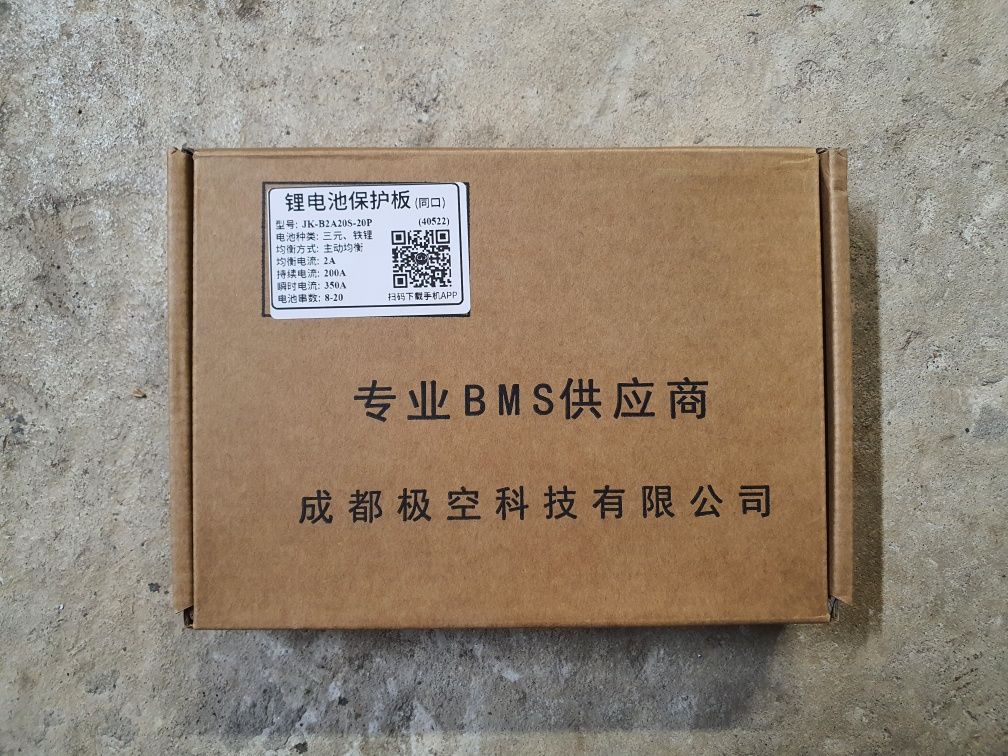 锂电池保护板 (同口)
型号: JK-B2A20S-20P (40522)
电池种类: 三元、铁锂
均衡方式: 主动均衡
均衡电流: 2A
持续电流: 200A
瞬时电流: 350A
电池串数: 8-20
扫码下载手机APP
专业BMS供应商
成都极空科技有限公司